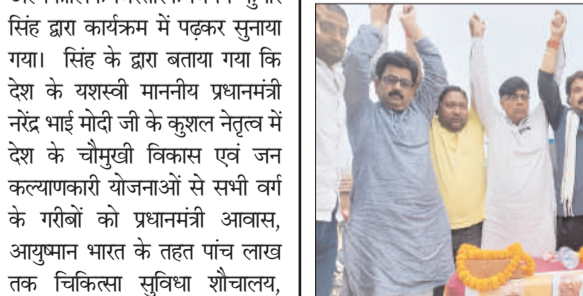 सिंह द्वारा कार्यक्रम में पढ़कर सुनाया
गया। सिंह के द्वारा बताया गया कि
देश के यशस्वी माननीय प्रधानमंत्री
नरेंद्र भाई मोदी जी के कुशल नेतृत्व में
देश के चौमुखी विकास एवं जन
कल्याणकारी योजनाओं से सभी वर्ग
के गरीबों को प्रधानमंत्री आवास,
आयुष्मान भारत के तहत पांच लाख
तक चिकित्सा सुविधा शौचालय,